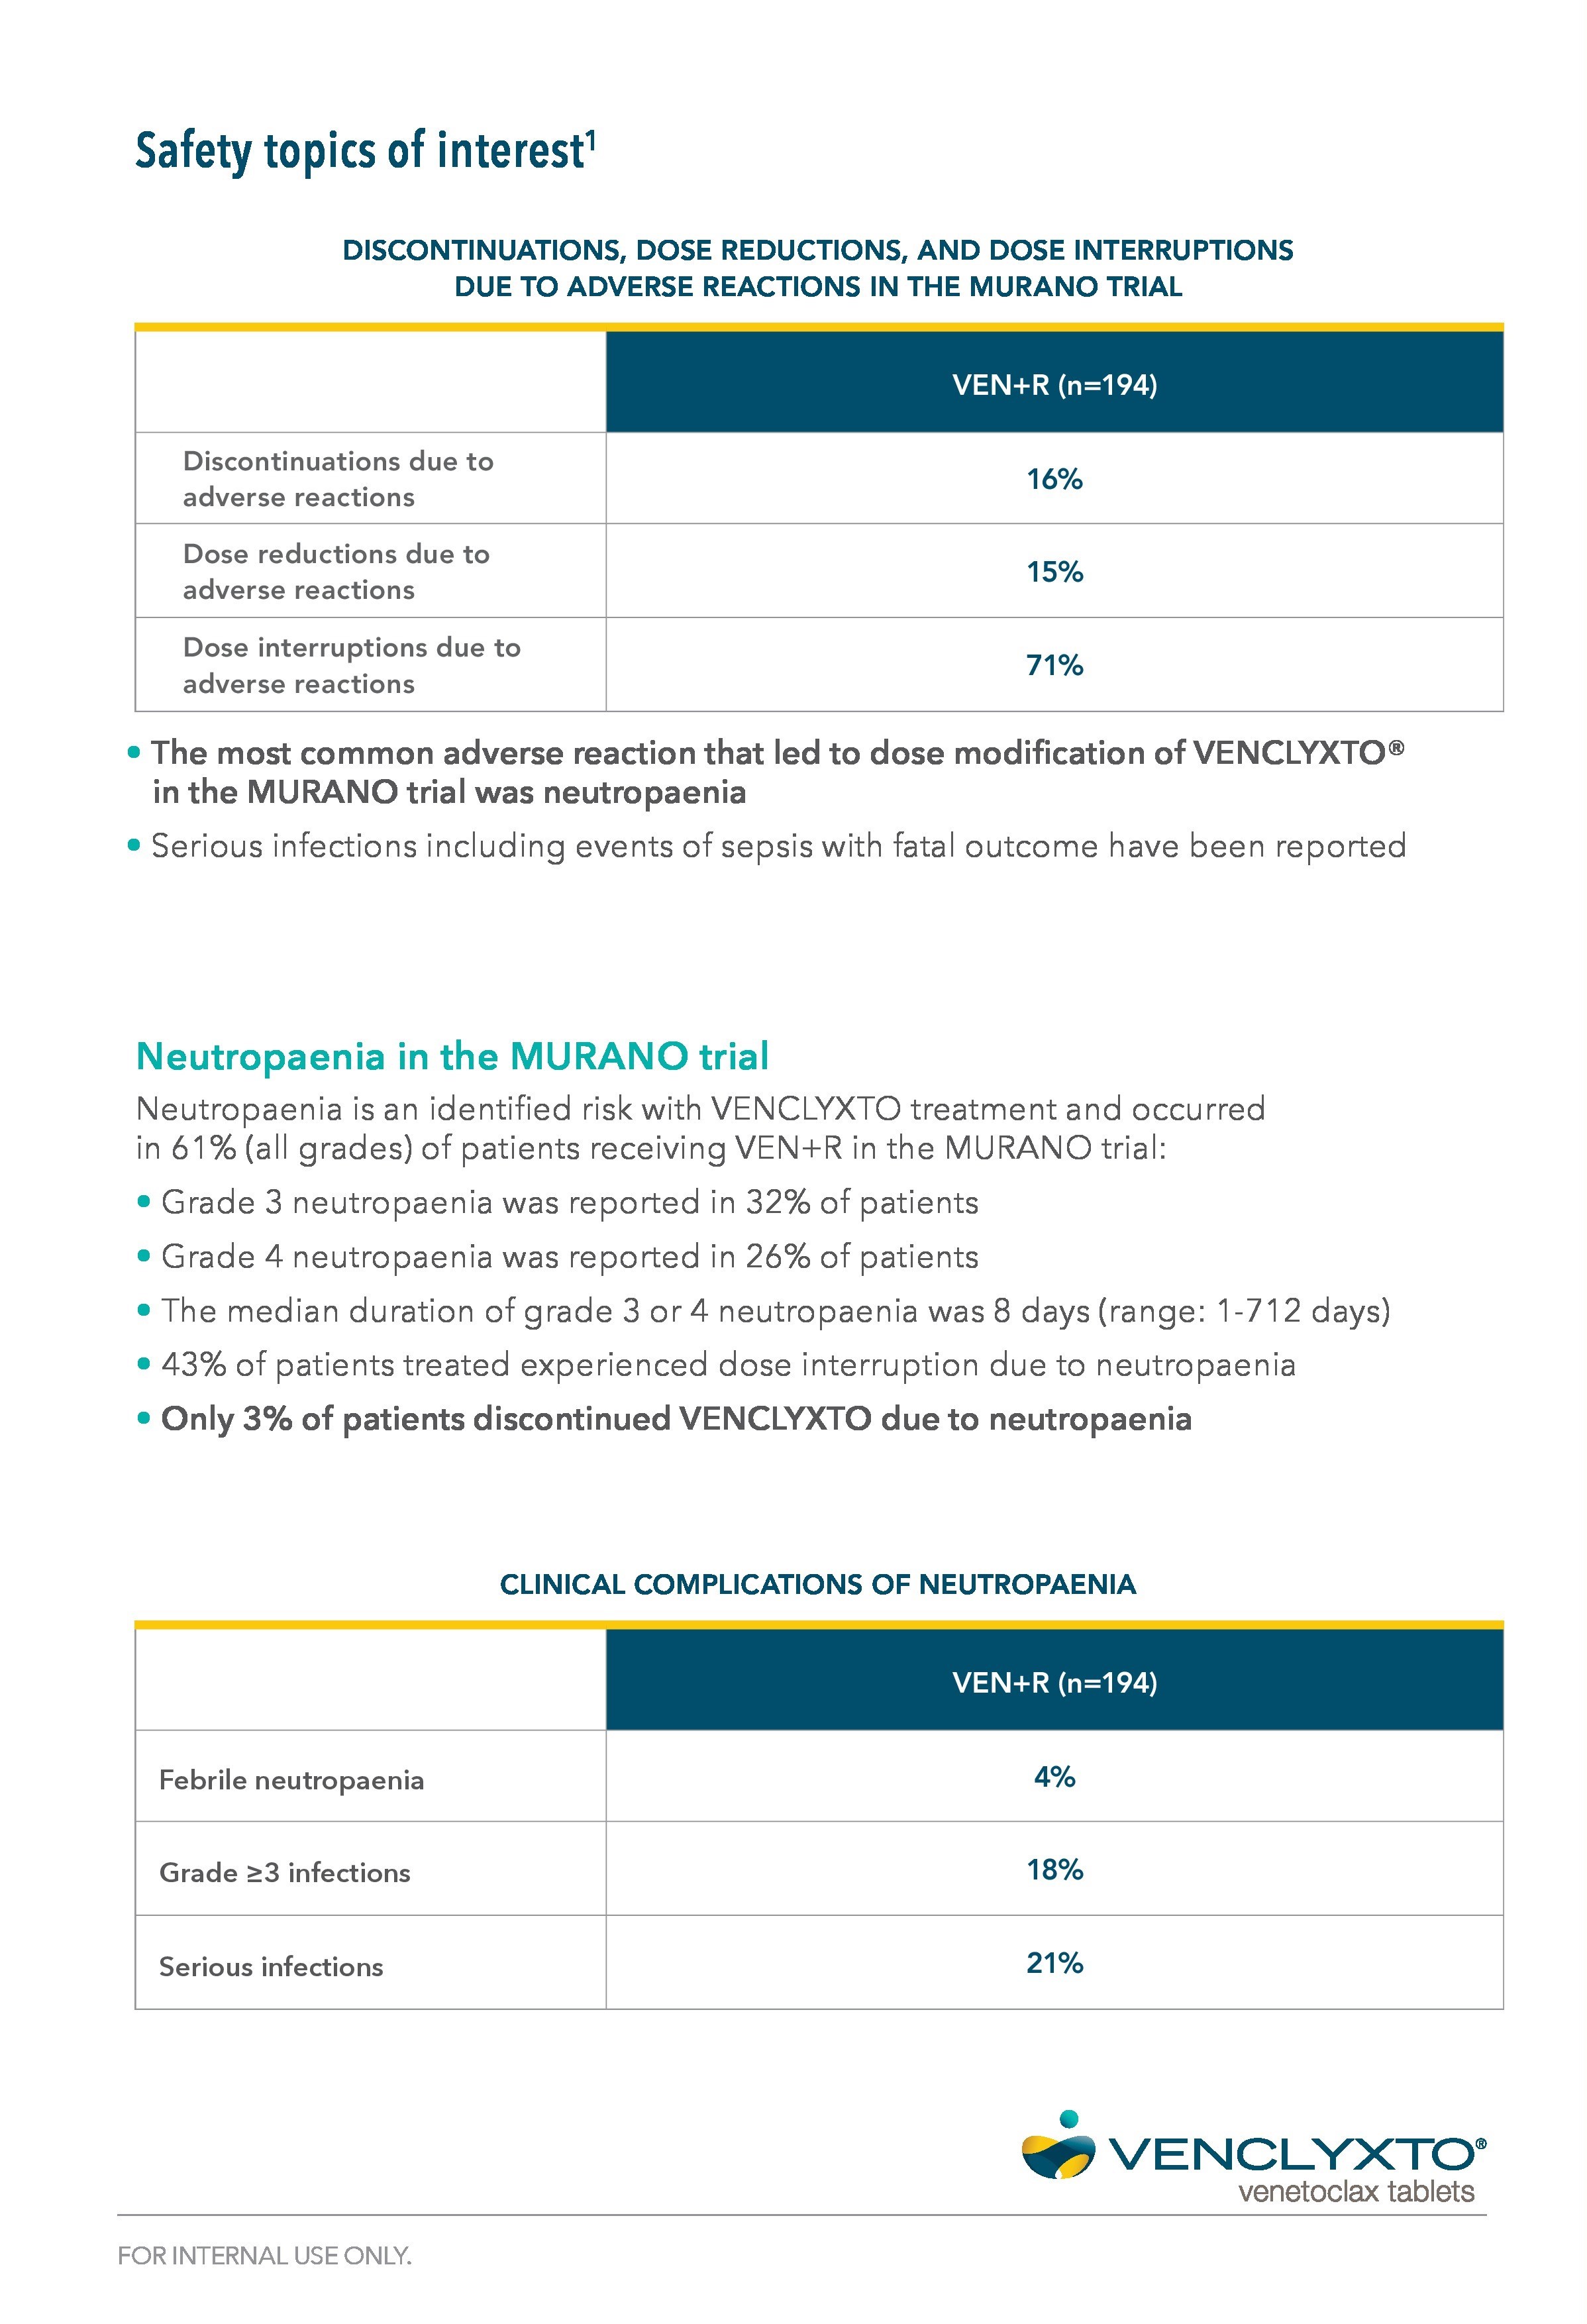 Safety topics of interest¹
DISCONTINUATIONS, DOSE REDUCTIONS, AND DOSE INTERRUPTIONS
DUE TO ADVERSE REACTIONS IN THE MURANO TRIAL
VEN+R (n=194)
Discontinuations due to
adverse reactions
16%
Dose reductions due to
adverse reactions
15%
Dose interruptions due to
adverse reactions
71%
• The most common adverse reaction that led to dose modification of VENCLYXTO®
in the MURANO trial was neutropaenia
• Serious infections including events of sepsis with fatal outcome have been reported
Neutropaenia in the MURANO trial
Neutropaenia is an identified risk with VENCLYXTO treatment and occurred
in 61% (all grades) of patients receiving VEN+R in the MURANO trial:
• Grade 3 neutropaenia was reported in 32% of patients
• Grade 4 neutropaenia was reported in 26% of patients
• The median duration of grade 3 or 4 neutropaenia was 8 days (range: 1-712 days)
• 43% of patients treated experienced dose interruption due to neutropaenia
• Only 3% of patients discontinued VENCLYXTO due to neutropaenia
CLINICAL COMPLICATIONS OF NEUTROPAENIA
VEN+R (n=194)
Febrile neutropaenia
4%
Grade ≥3 infections
18%
Serious infections
21%
VENCLYXTO®
venetoclax tablets
FOR INTERNAL USE ONLY.